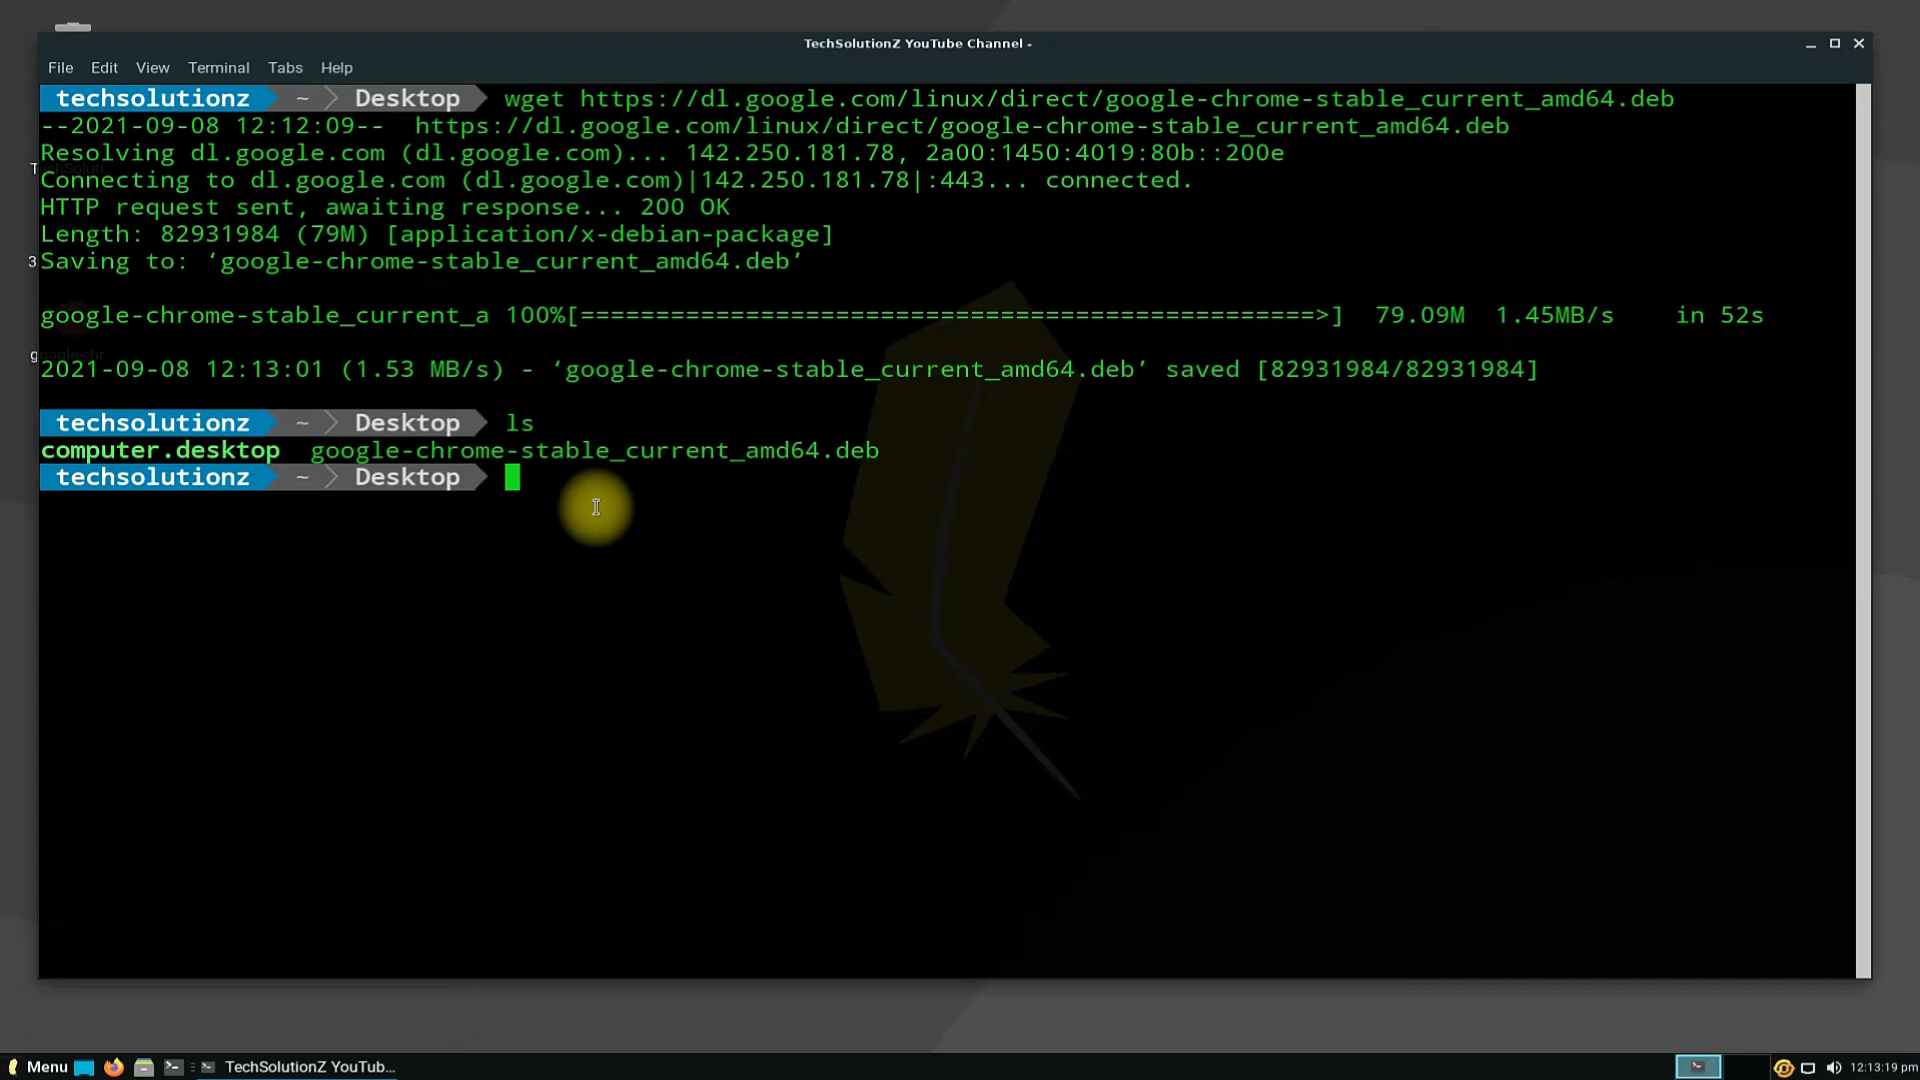 TechSolutionZ YouTube Channel -
File Edit View Terminal Tabs Help
techsolutionz ~ Desktop wget https://dl.google.com/linux/direct/google-chrome-stable_current_amd64.deb
--2021-09-08 12:12:09-- https://dl.google.com/linux/direct/google-chrome-stable_current_amd64.deb
Resolving dl.google.com (dl.google.com)... 142.250.181.78, 2a00:1450:4019:80b::200e
Connecting to dl.google.com (dl.google.com)|142.250.181.78|:443... connected.
HTTP request sent, awaiting response... 200 OK
Length: 82931984 (79M) [application/x-debian-package]
Saving to: ‘google-chrome-stable_current_amd64.deb’
google-chrome-stable_current_a 100%[=================================================>] 79.09M 1.45MB/s in 52s
2021-09-08 12:13:01 (1.53 MB/s) - ‘google-chrome-stable_current_amd64.deb’ saved [82931984/82931984]
techsolutionz ~ Desktop ls
computer.desktop google-chrome-stable_current_amd64.deb
techsolutionz ~ Desktop
Menu TechSolutionZ YouTub... 12:13:19 pm